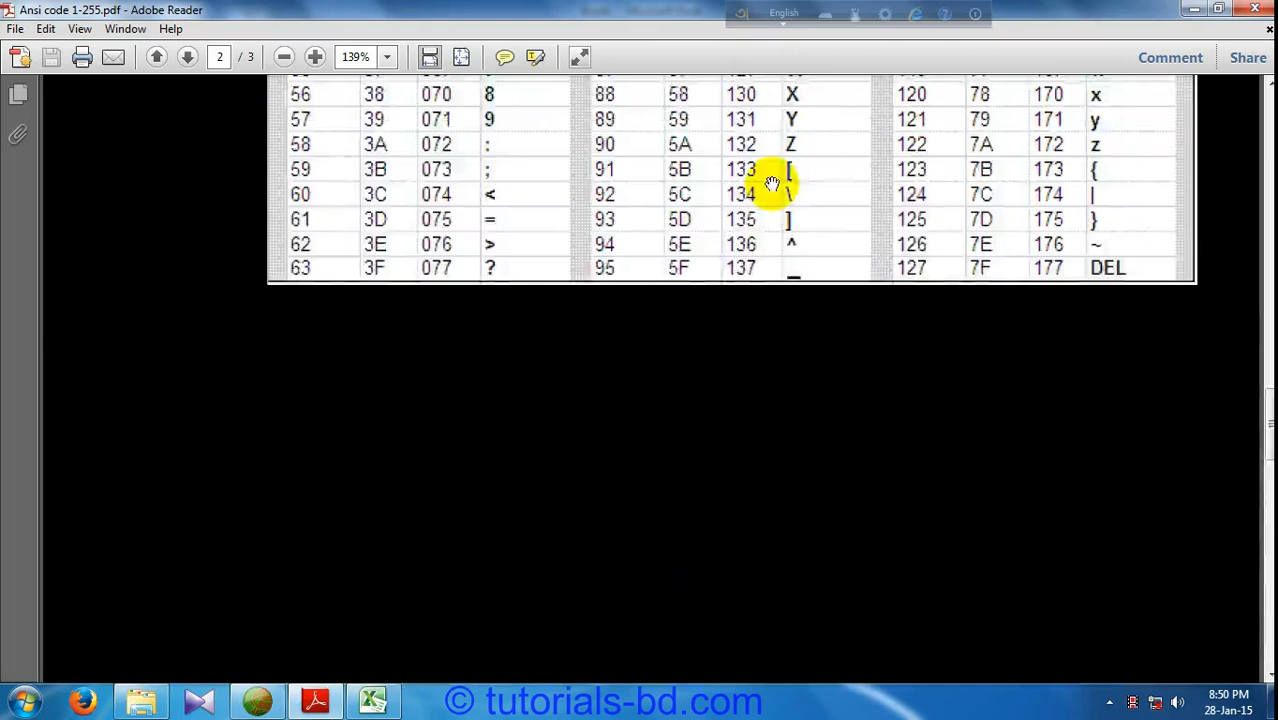 Ansi code 1-255.pdf - Adobe Reader
English
File Edit View Window Help
2 / 3 139% Comment Share
56 38 070 8 88 58 130 X 120 78 170 x
57 39 071 9 89 59 131 Y 121 79 171 y
58 3A 072 : 90 5A 132 Z 122 7A 172 z
59 3B 073 ; 91 5B 133 [ 123 7B 173 {
60 3C 074 < 92 5C 134 \ 124 7C 174 |
61 3D 075 = 93 5D 135 ] 125 7D 175 }
62 3E 076 > 94 5E 136 ^ 126 7E 176 ~
63 3F 077 ? 95 5F 137 _ 127 7F 177 DEL
© tutorials-bd.com
8:50 PM
28-Jan-15